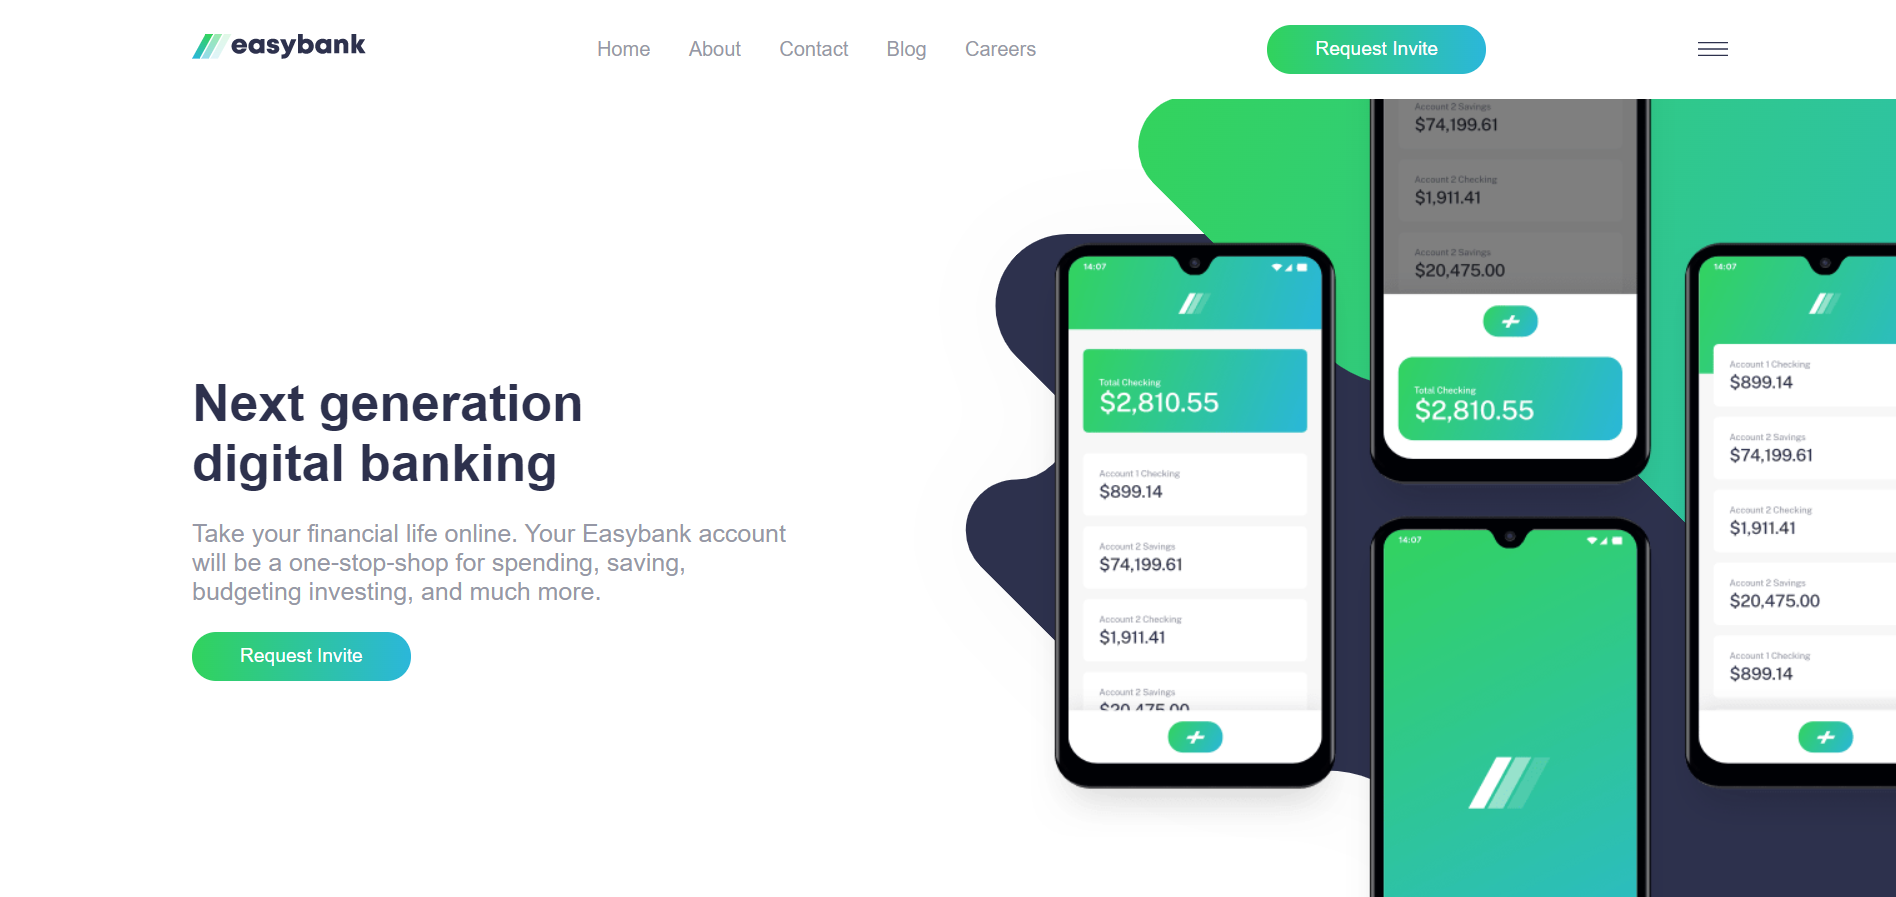 easybank
Home
About
Contact
Blog
Careers
Request Invite
Next generation
digital banking
Take your financial life online. Your Easybank account
will be a one-stop-shop for spending, saving,
budgeting investing, and much more.
Request Invite
14:07
Total Checking
$2,810.55
Account 1 Checking
$899.14
Account 2 Savings
$74,199.61
Account 2 Checking
$1,911.41
Account 2 Savings
$20,475.00
Account 2 Savings
$74,199.61
Account 2 Checking
$1,911.41
Account 2 Savings
$20,475.00
Total Checking
$2,810.55
14:07
14:07
Account 1 Checking
$899.14
Account 2 Savings
$74,199.61
Account 2 Checking
$1,911.41
Account 2 Savings
$20,475.00
Account 1 Checking
$899.14